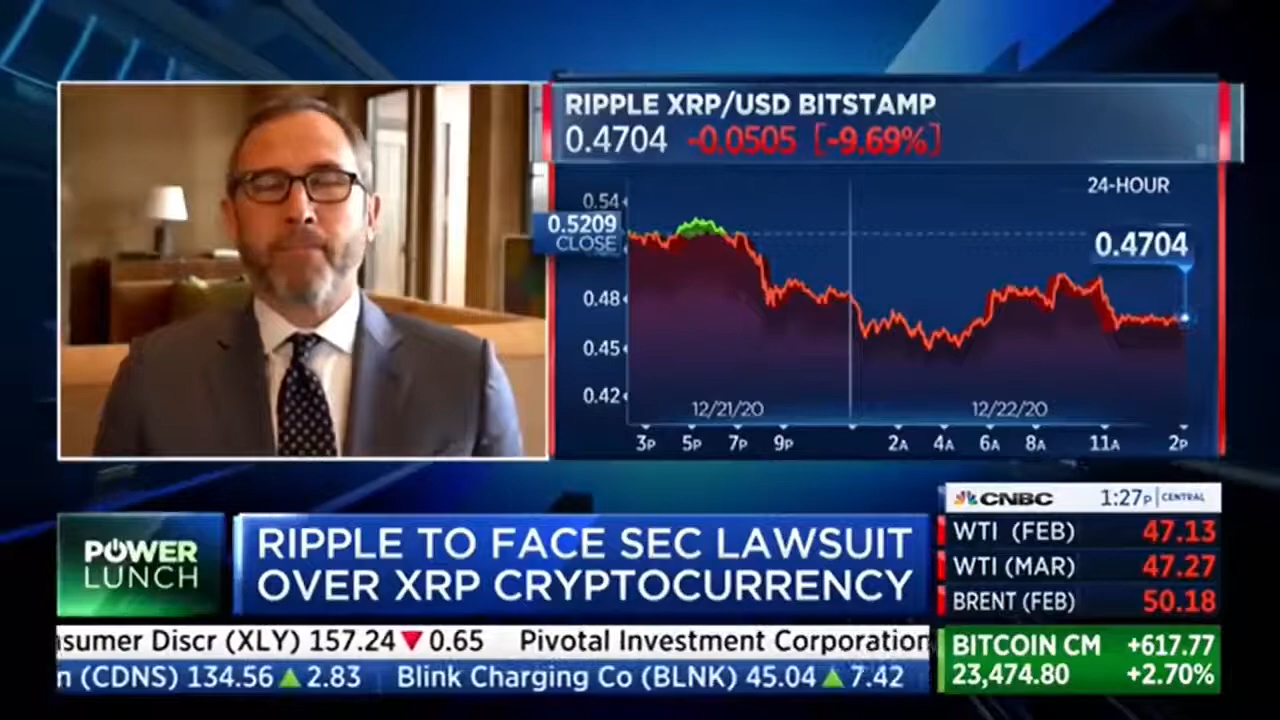 RIPPLE XRP/USD BITSTAMP
0.4704 -0.0505 [-9.69%]
24-HOUR
0.54
0.5209
CLOSE
0.4704
0.48
0.45
0.42
12/21/20 12/22/20
3P 5P 7P 9P 2A 4A 6A 8A 11A 2P
CNBC 1:27P CENTRAL
POWER
LUNCH
RIPPLE TO FACE SEC LAWSUIT
OVER XRP CRYPTOCURRENCY
WTI (FEB) 47.13
WTI (MAR) 47.27
BRENT (FEB) 50.18
nsumer Discr (XLY) 157.24▼0.65 Pivotal Investment Corporation
n (CDNS) 134.56▲2.83 Blink Charging Co (BLNK) 45.04▲7.42
BITCOIN CM +617.77
23,474.80 +2.70%